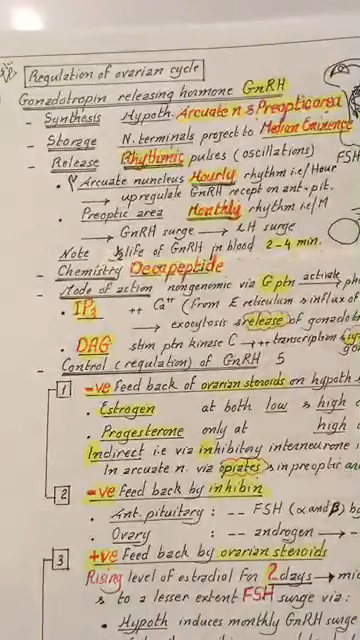 Regulation of ovarian cycle
Gonadotropin releasing hormone GnRH
- Synthesis Hypoth. Arcuate n & Preoptic area
- Storage N. terminals project to Median Eminence
- Release Rhythmic pulses (oscillations) FSH
• Arcuate nuncleus Hourly rhythm i.e/Hour
→ upregulate GnRH recept on ant. pit.
• Preoptic area Monthly rhythm i.e/M
→ GnRH surge → LH surge
Note ½ life of GnRH in blood 2-4 min.
- Chemistry Decapeptide
- Mode of action nongenomic via G ptn activate
• IP3 ++ Ca++ (from E reticulum & influx of
→ exocytosis & release of gonadot
• DAG stim ptn kinase C → ++ transcription &
- Control (regulation) of GnRH
1 -ve Feed back of ovarian steroids on hypoth
• Estrogen at both low & high
• Progesterone only at high
Indirect i.e via inhibitory interneurone
In arcuate n. via opiates & in preoptic ar
2 -ve Feed back by inhibin
• Ant. pituitary : -- FSH (α and β)
• Ovary : -- androgen →
3 +ve Feed back by ovarian steroids
Rising level of estradiol for 2 days →
& to a lesser extent FSH surge via :
• Hypoth induces monthly GnRH surge